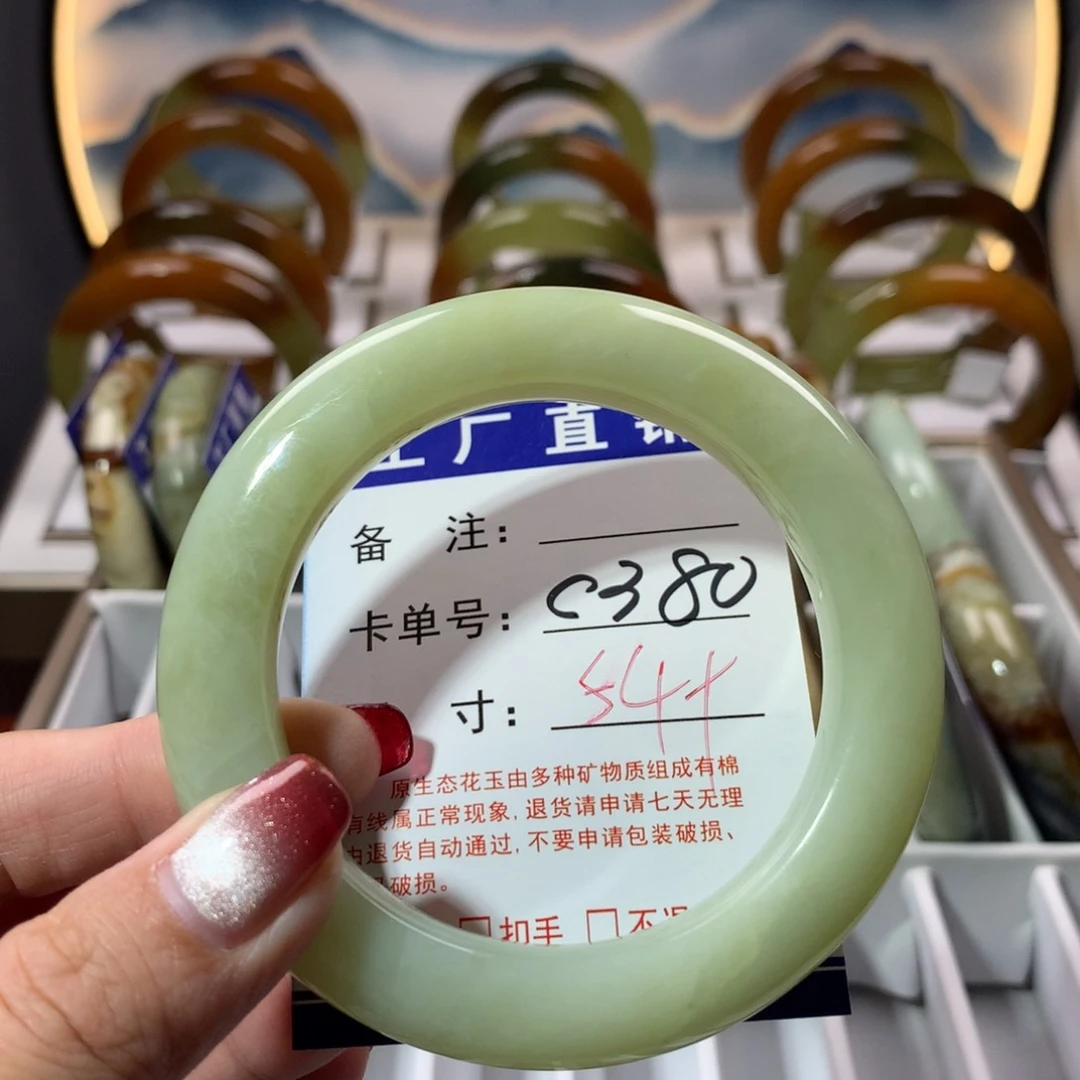 工厂直销
备 注：
卡单号：C380
寸：54+
原生态花玉由多种矿物质组成有棉
有线属正常现象，退货请申请七天无理
由退货自动通过，不要申请包装破损、
破损。
□扣手 □不退